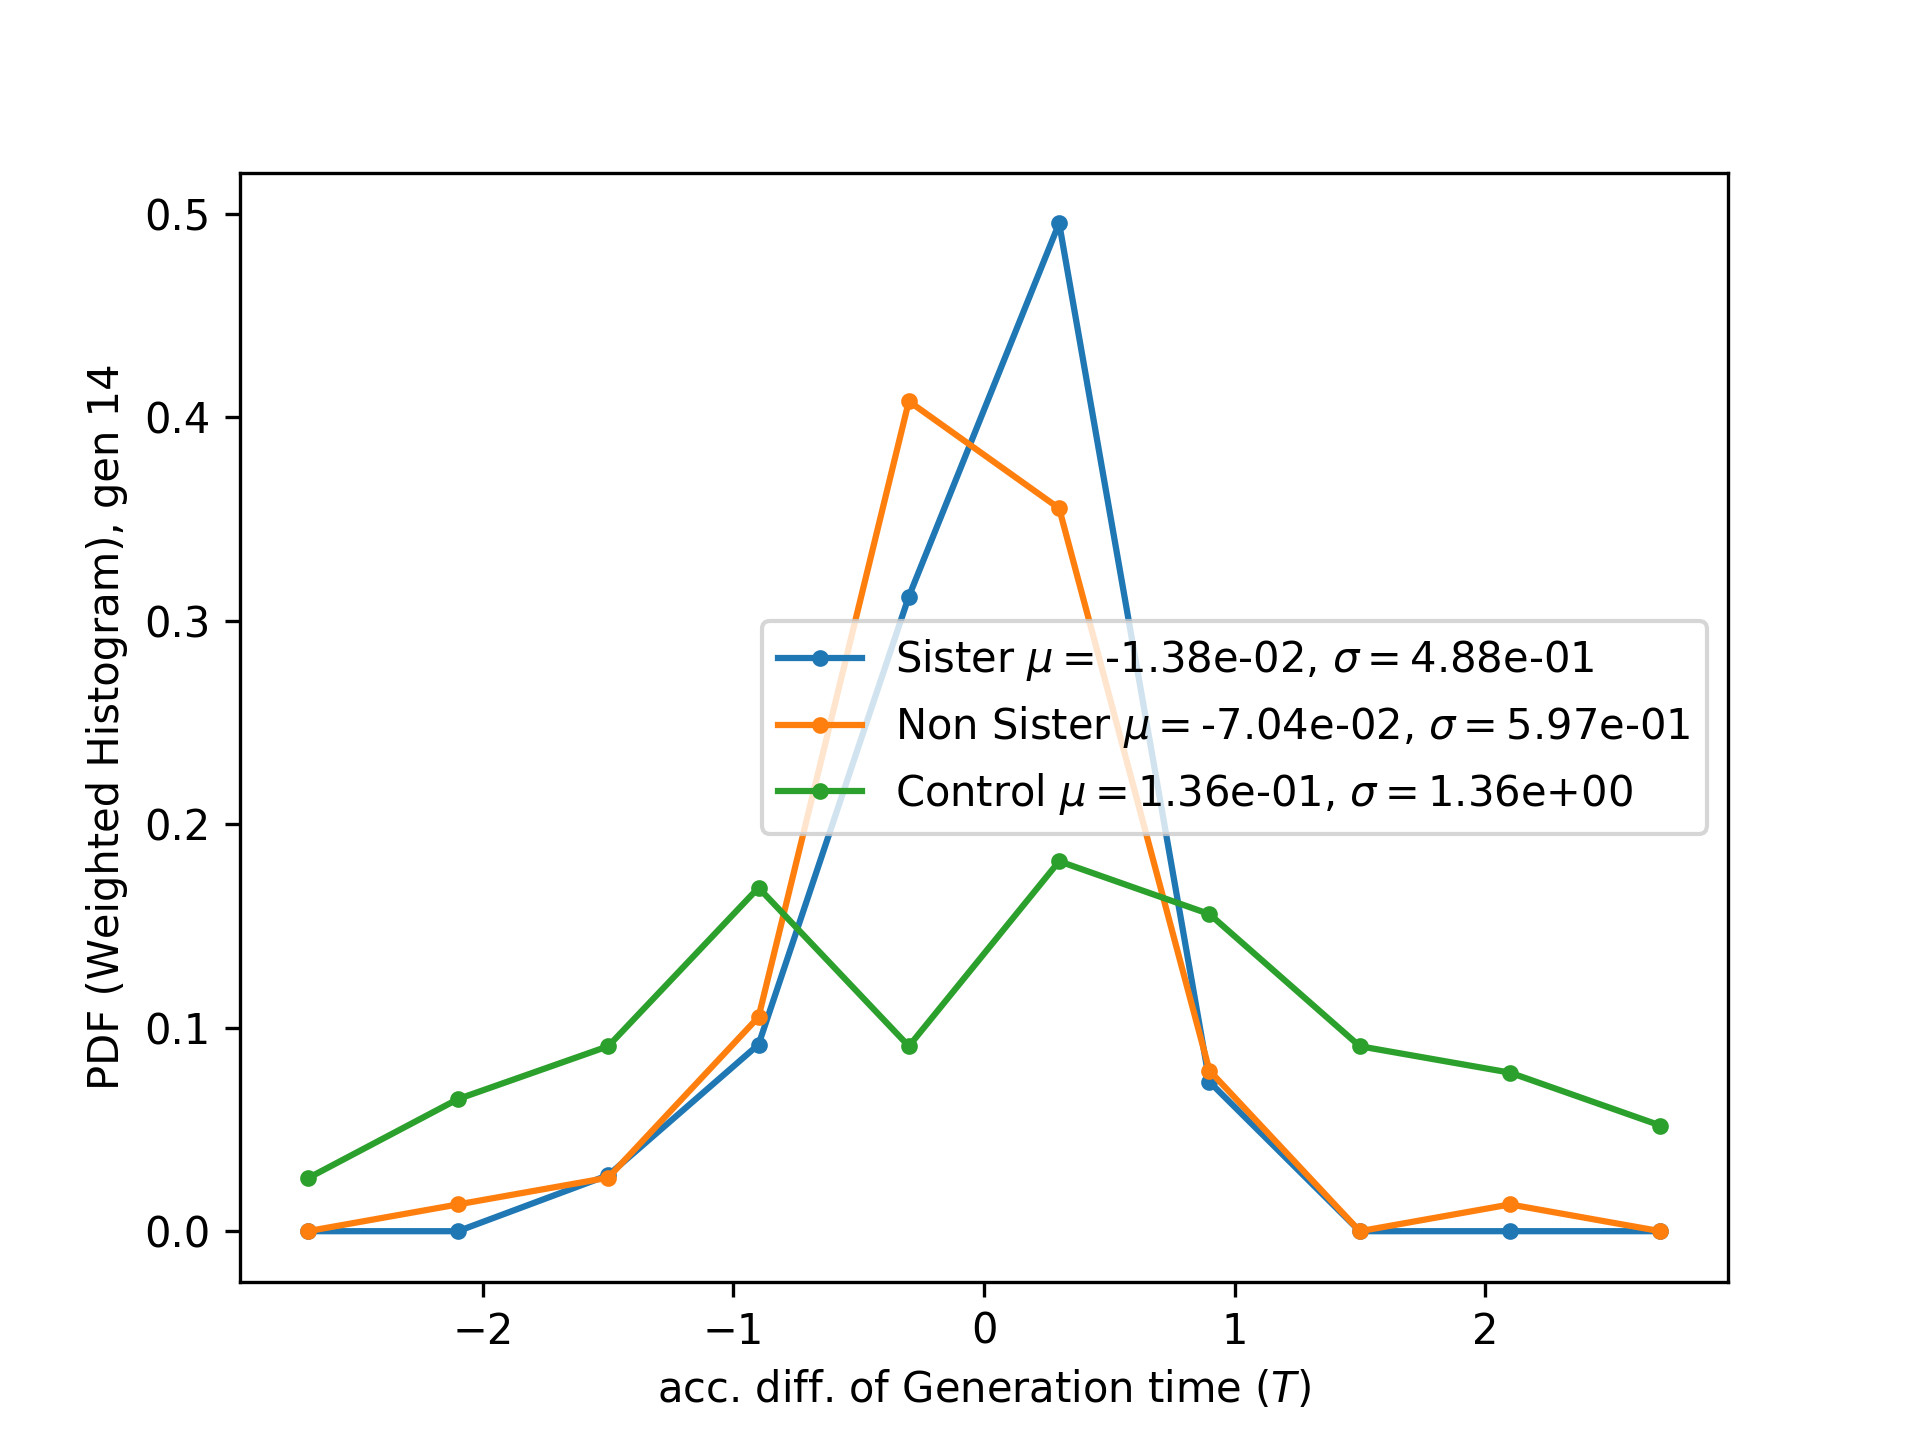 0.5
0.4
0.3
0.2
0.1
0.0
PDF (Weighted Histogram), gen 14
Sister μ = -1.38e-02, σ = 4.88e-01
Non Sister μ = -7.04e-02, σ = 5.97e-01
Control μ = 1.36e-01, σ = 1.36e+00
−2 −1 0 1 2
acc. diff. of Generation time (T)